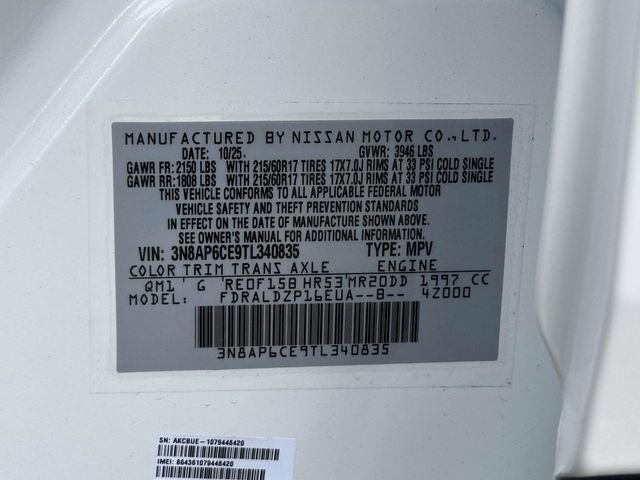 MANUFACTURED BY NISSAN MOTOR CO., LTD.
DATE: 10/25. GVWR: 3946 LBS
GAWR FR: 2150 LBS WITH 215/60R17 TIRES 17X7.0J RIMS AT 33 PSI COLD SINGLE
GAWR RR: 1808 LBS WITH 215/60R17 TIRES 17X7.0J RIMS AT 33 PSI COLD SINGLE
THIS VEHICLE CONFORMS TO ALL APPLICABLE FEDERAL MOTOR
VEHICLE SAFETY AND THEFT PREVENTION STANDARDS
IN EFFECT ON THE DATE OF MANUFACTURE SHOWN ABOVE.
SEE OWNER'S MANUAL FOR ADDITIONAL INFORMATION.
VIN: 3N8AP6CE9TL340835 TYPE: MPV
COLOR TRIM TRANS AXLE ENGINE
QM1 ' G 'RE0F15B HR53'MR20DD 1997 CC
MODEL: FDRALDZP16EUA--B-- 4Z000
3N8AP6CE9TL340835
SN: AKCBUE-1079448420
IMEI: 864361079448420